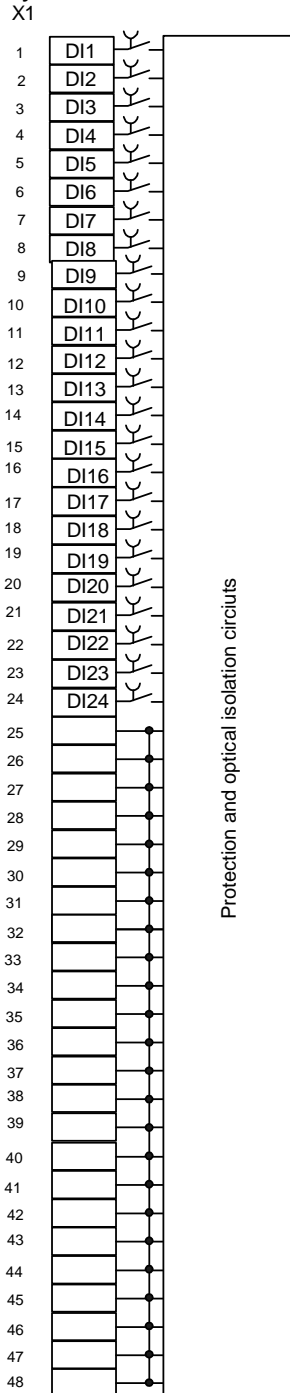 X1
1 DI1
2 DI2
3 DI3
4 DI4
5 DI5
6 DI6
7 DI7
8 DI8
9 DI9
10 DI10
11 DI11
12 DI12
13 DI13
14 DI14
15 DI15
16 DI16
17 DI17
18 DI18
19 DI19
20 DI20
21 DI21
22 DI22
23 DI23
24 DI24
25
26
27
28
29
30
31
32
33
34
35
36
37
38
39
40
41
42
43
44
45
46
47
48
Protection and optical isolation circiuts